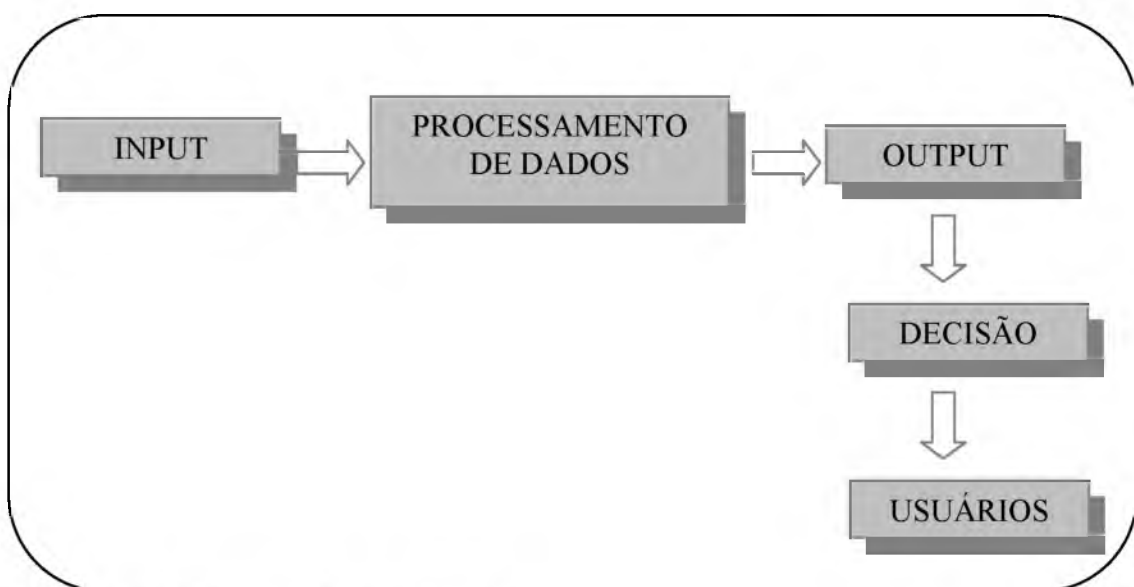 INPUT
PROCESSAMENTO
DE DADOS
OUTPUT
DECISÃO
USUÁRIOS